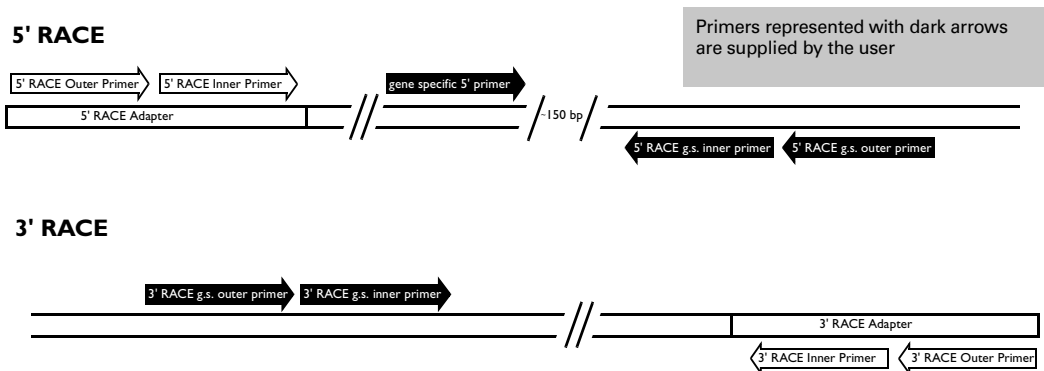 5' RACE
Primers represented with dark arrows
are supplied by the user
5' RACE Outer Primer
5' RACE Inner Primer
gene specific 5' primer
5' RACE Adapter
~150 bp
5' RACE g.s. inner primer
5' RACE g.s. outer primer
3' RACE
3' RACE g.s. outer primer
3' RACE g.s. inner primer
3' RACE Adapter
3' RACE Inner Primer
3' RACE Outer Primer